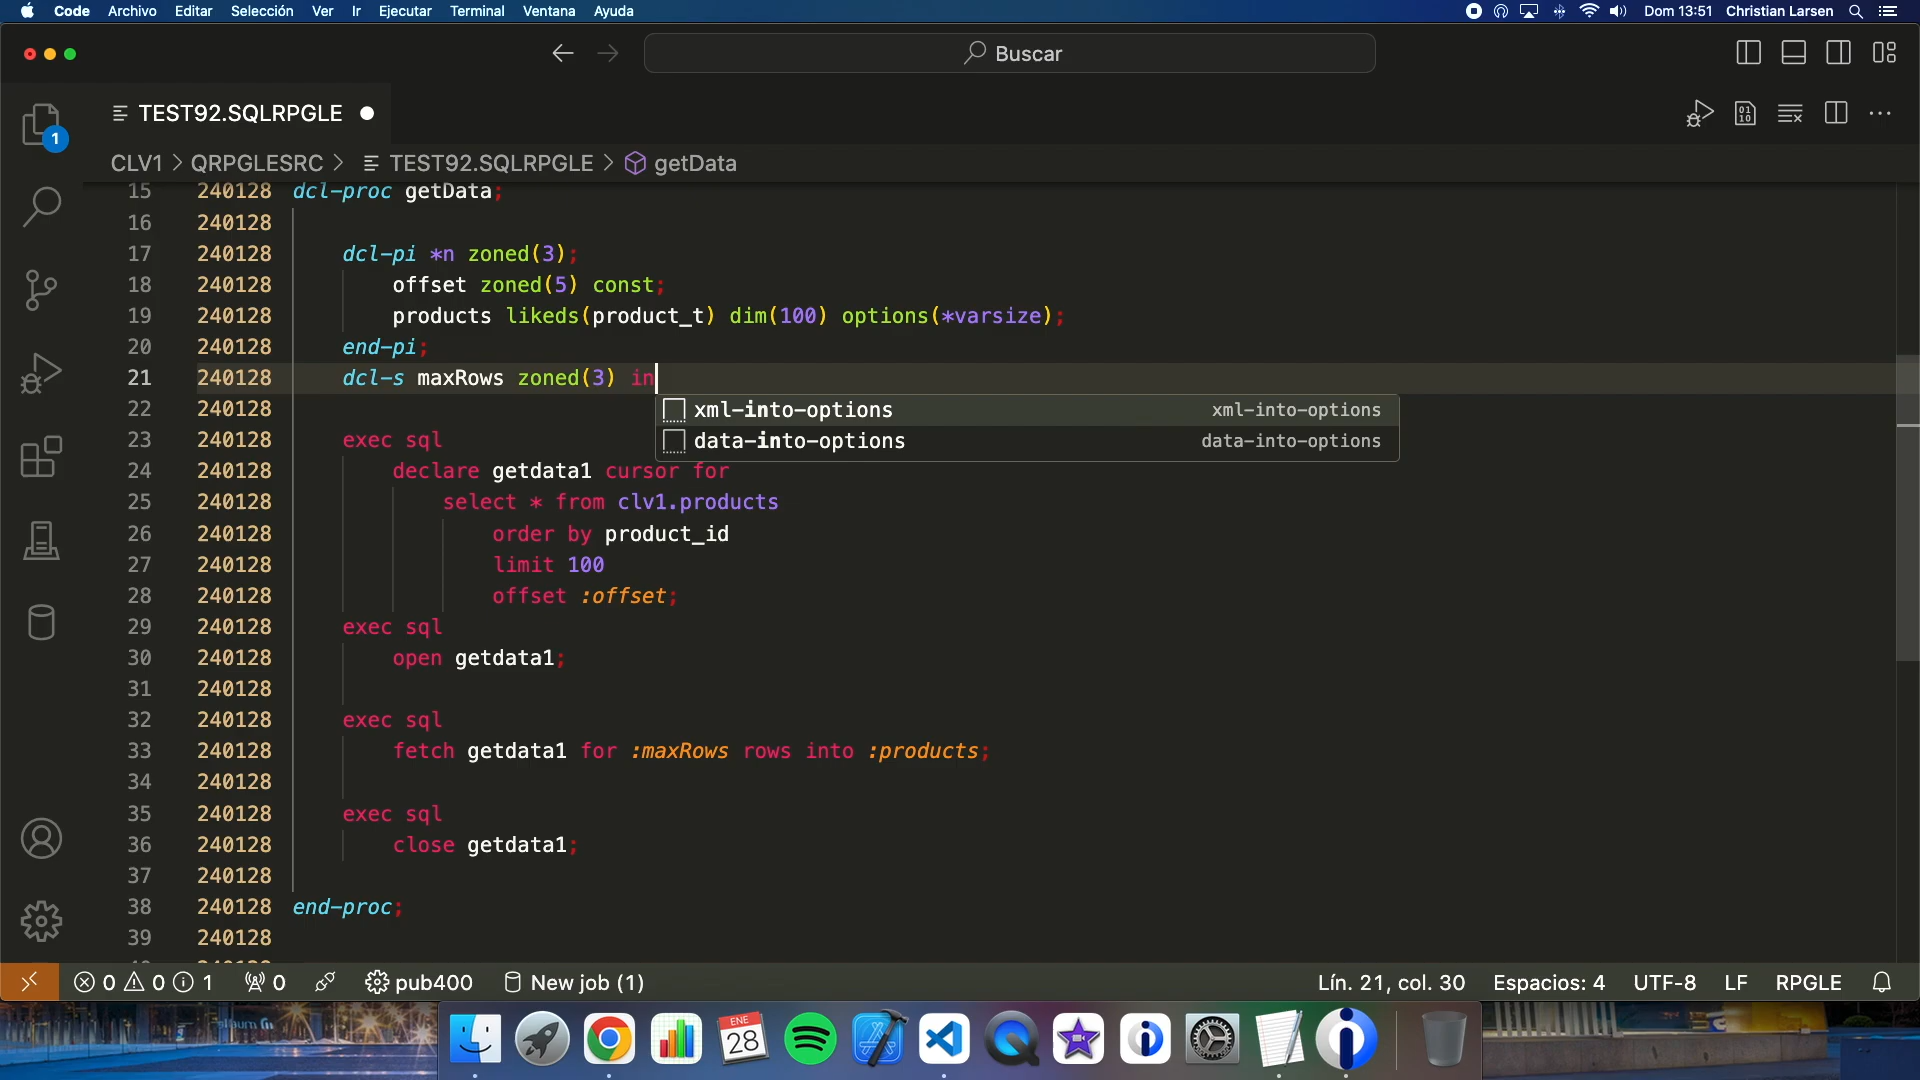 Code Archivo Editar Selección Ver Ir Ejecutar Terminal Ventana Ayuda Dom 13:51 Christian Larsen
Buscar
TEST92.SQLRPGLE
1
CLV1 > QRPGLESRC > TEST92.SQLRPGLE > getData
15 240128 dcl-proc getData;
16 240128
17 240128 dcl-pi *n zoned(3);
18 240128 offset zoned(5) const;
19 240128 products likeds(product_t) dim(100) options(*varsize);
20 240128 end-pi;
21 240128 dcl-s maxRows zoned(3) in
22 240128 xml-into-options xml-into-options
23 240128 exec sql data-into-options data-into-options
24 240128 declare getdata1 cursor for
25 240128 select * from clv1.products
26 240128 order by product_id
27 240128 limit 100
28 240128 offset :offset;
29 240128 exec sql
30 240128 open getdata1;
31 240128
32 240128 exec sql
33 240128 fetch getdata1 for :maxRows rows into :products;
34 240128
35 240128 exec sql
36 240128 close getdata1;
37 240128
38 240128 end-proc;
39 240128
0 0 1 0 pub400 New job (1) Lín. 21, col. 30 Espacios: 4 UTF-8 LF RPGLE
ENE
28